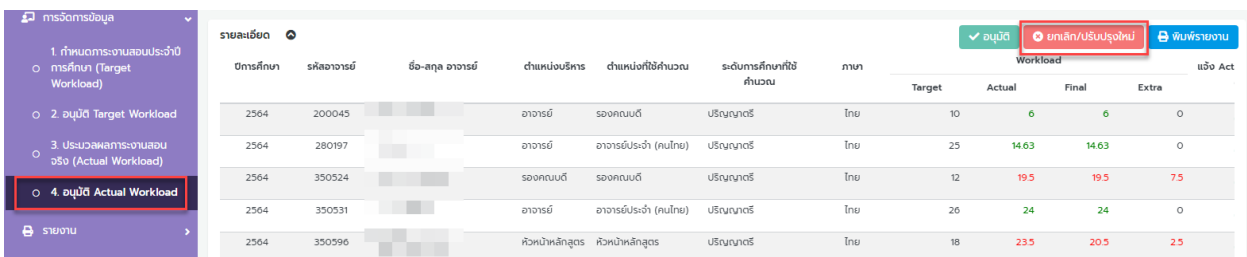 การจัดการข้อมูล
1. กำหนดภาระงานสอนประจำปี
การศึกษา (Target
Workload)
2. อนุมัติ Target Workload
3. ประมวลผลภาระงานสอน
จริง (Actual Workload)
4. อนุมัติ Actual Workload
รายงาน
รายละเอียด
อนุมัติ ยกเลิก/ปรับปรุงใหม่ พิมพ์รายงาน
ปีการศึกษา รหัสอาจารย์ ชื่อ-สกุล อาจารย์ ตำแหน่งบริหาร ตำแหน่งที่ใช้คำนวณ ระดับการศึกษาที่ใช้
คำนวณ ภาษา Workload แจ้ง Act
Target Actual Final Extra
2564 200045 อาจารย์ รองคณบดี ปริญญาตรี ไทย 10 6 6 0
2564 280197 อาจารย์ อาจารย์ประจำ (คนไทย) ปริญญาตรี ไทย 25 14.63 14.63 0
2564 350524 รองคณบดี รองคณบดี ปริญญาตรี ไทย 12 19.5 19.5 7.5
2564 350531 อาจารย์ อาจารย์ประจำ (คนไทย) ปริญญาตรี ไทย 26 24 24 0
2564 350596 หัวหน้าหลักสูตร หัวหน้าหลักสูตร ปริญญาตรี ไทย 18 23.5 20.5 2.5